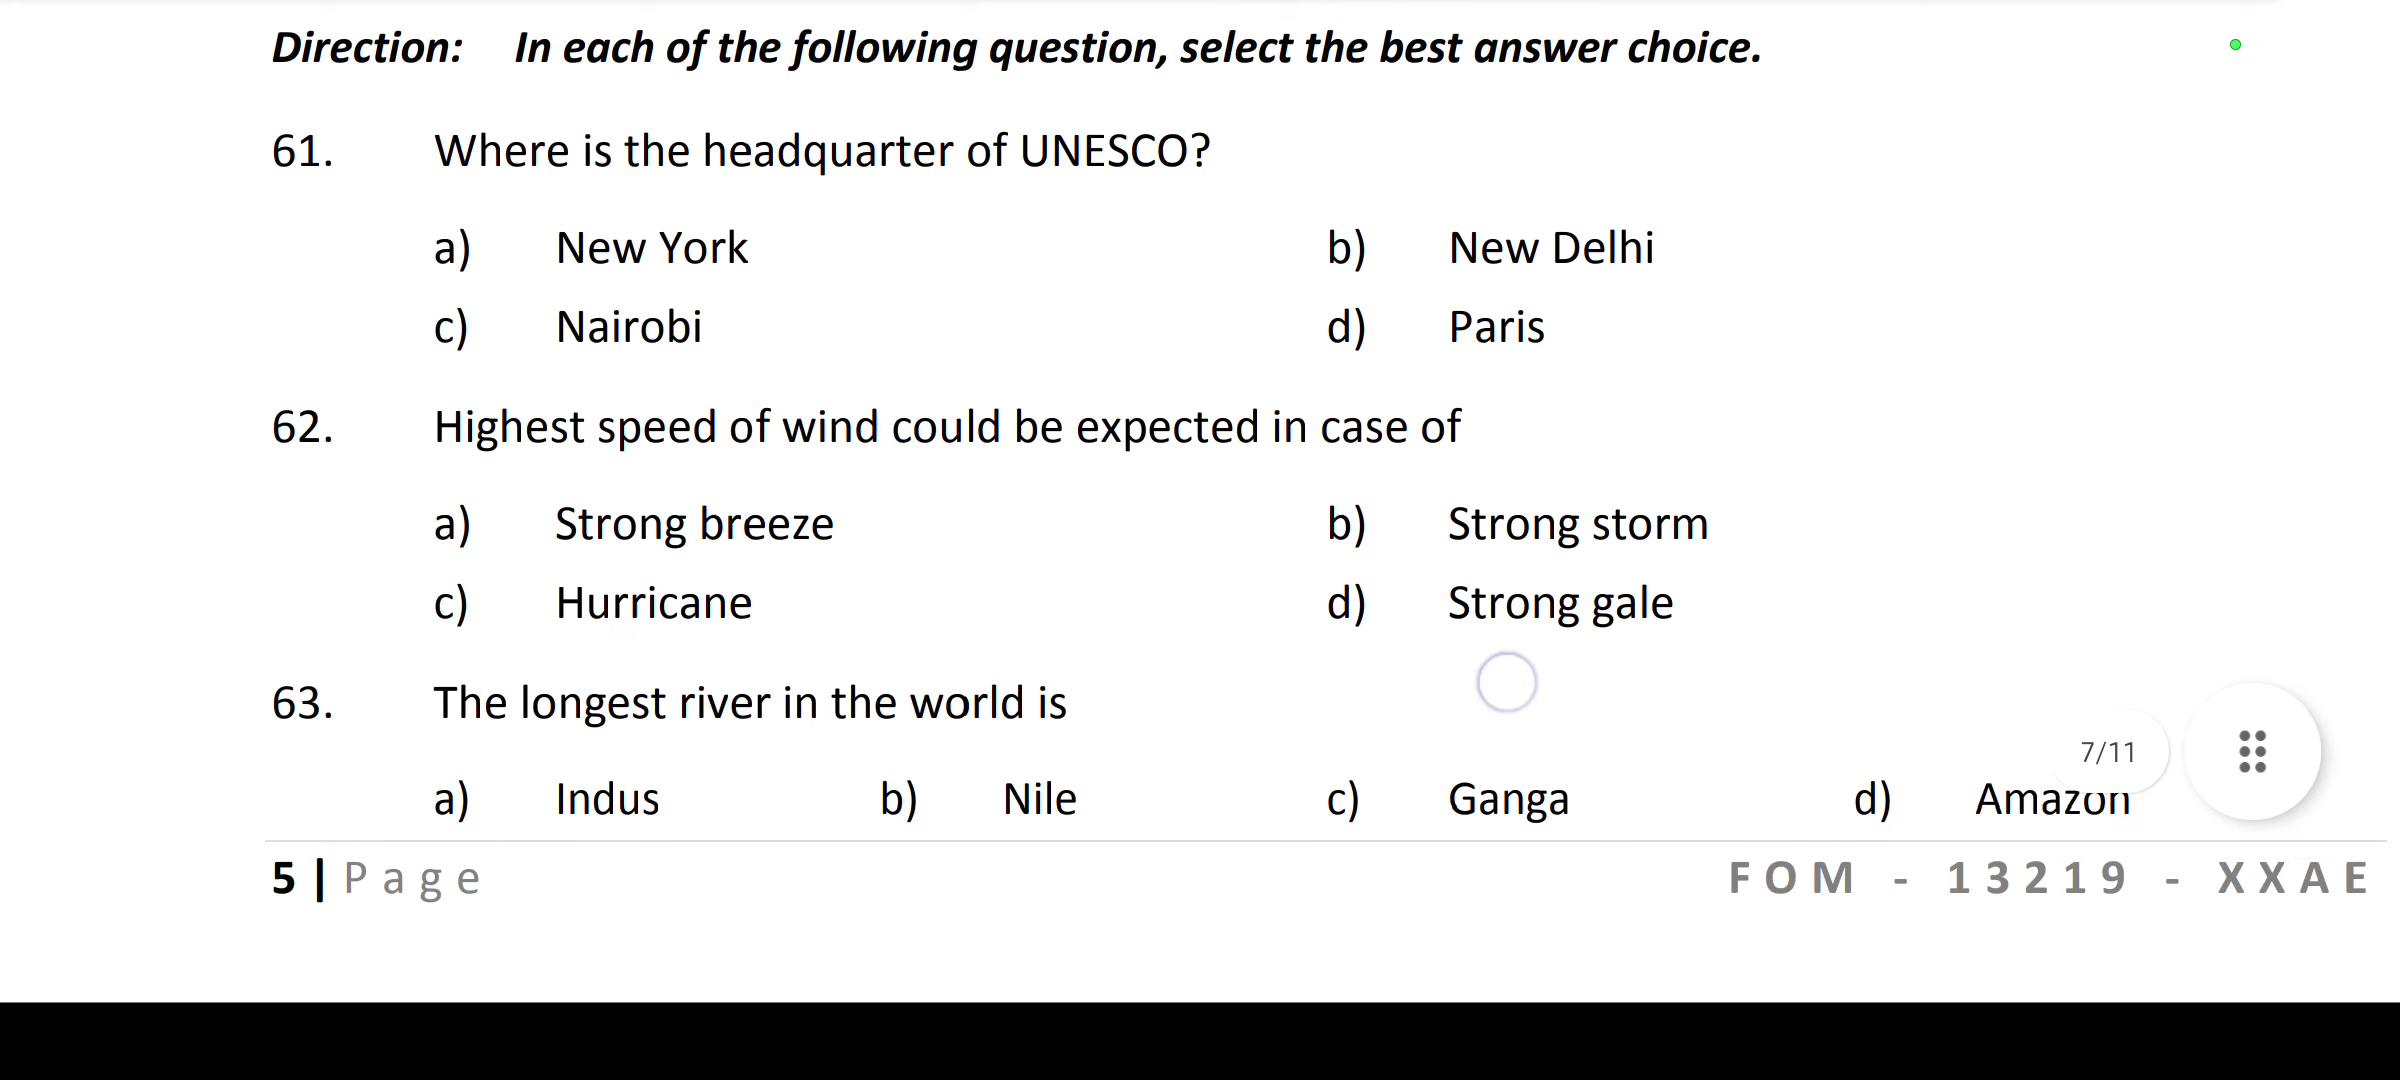 Direction: In each of the following question, select the best answer choice.
61. Where is the headquarter of UNESCO?
a) New York b) New Delhi
c) Nairobi d) Paris
62. Highest speed of wind could be expected in case of
a) Strong breeze b) Strong storm
c) Hurricane d) Strong gale
63. The longest river in the world is
7/11
a) Indus b) Nile c) Ganga d) Amazon
5 | Page FOM - 13219 - XXAE